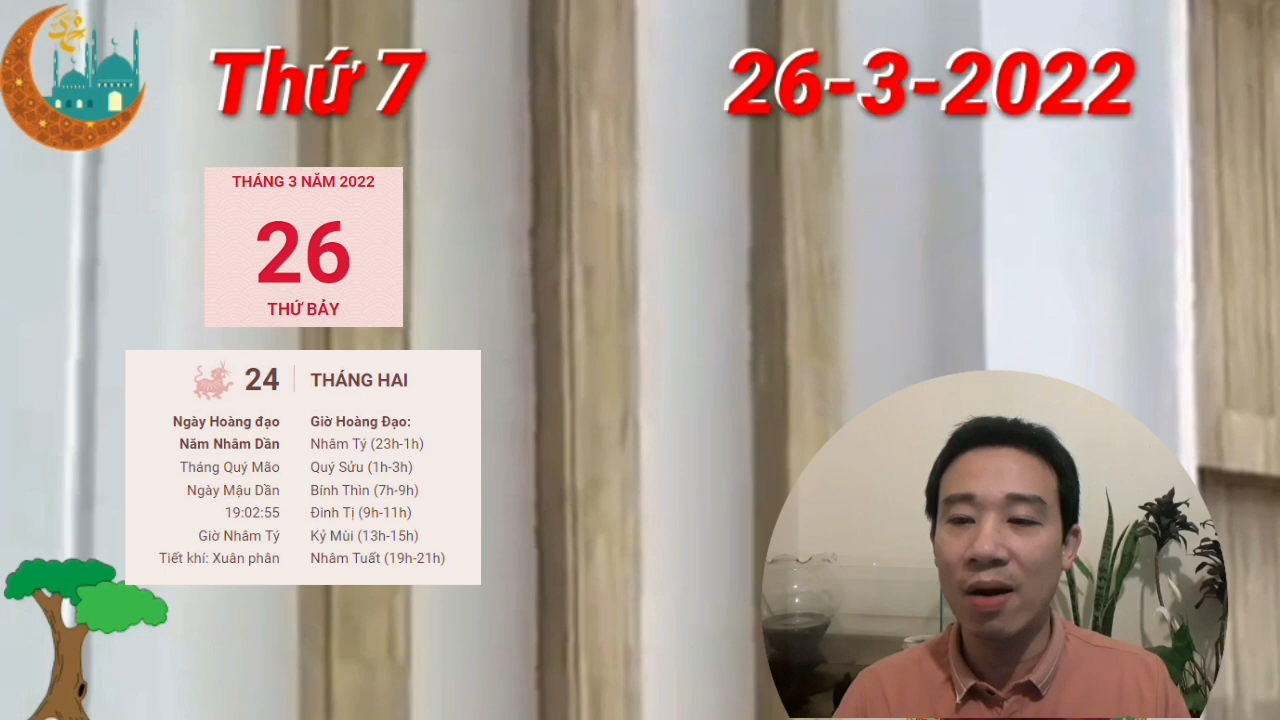 Thứ 7
26-3-2022
THÁNG 3 NĂM 2022
26
THỨ BẢY
24
THÁNG HAI
Ngày Hoàng đạo
Năm Nhâm Dần
Tháng Quý Mão
Ngày Mậu Dần
19:02:55
Giờ Nhâm Tý
Tiết khí: Xuân phân
Giờ Hoàng Đạo:
Nhâm Tý (23h-1h)
Quý Sửu (1h-3h)
Bính Thìn (7h-9h)
Đinh Tị (9h-11h)
Kỷ Mùi (13h-15h)
Nhâm Tuất (19h-21h)